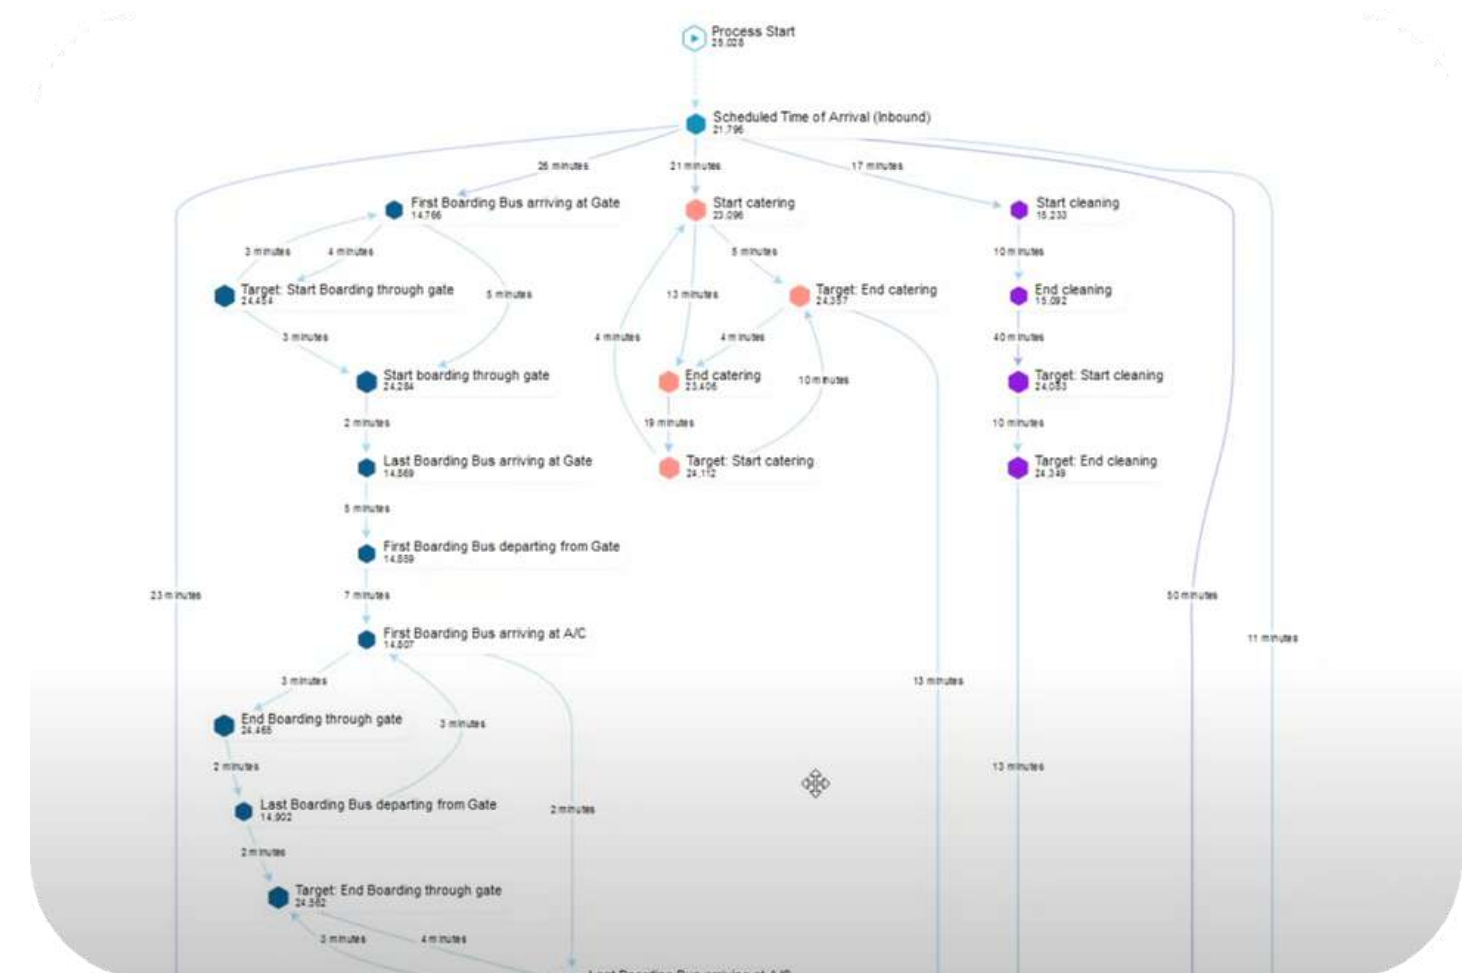 Process Start
25,028
Scheduled Time of Arrival (Inbound)
21,796
26 minutes
21 minutes
17 minutes
First Boarding Bus arriving at Gate
14,766
Start catering
23,096
Start cleaning
15,233
3 minutes
4 minutes
5 minutes
10 minutes
Target: Start Boarding through gate
24,454
5 minutes
13 minutes
Target: End catering
24,357
End cleaning
15,092
3 minutes
4 minutes
4 minutes
40 minutes
Start boarding through gate
24,284
End catering
23,406
10 minutes
Target: Start cleaning
24,083
2 minutes
19 minutes
10 minutes
Last Boarding Bus arriving at Gate
14,869
Target: Start catering
24,112
Target: End cleaning
24,349
5 minutes
First Boarding Bus departing from Gate
14,889
23 minutes
7 minutes
50 minutes
First Boarding Bus arriving at A/C
14,807
11 minutes
3 minutes
13 minutes
End Boarding through gate
24,465
3 minutes
2 minutes
13 minutes
Last Boarding Bus departing from Gate
14,902
2 minutes
2 minutes
Target: End Boarding through gate
24,562
3 minutes
4 minutes
Last Boarding Bus arriving at A/C